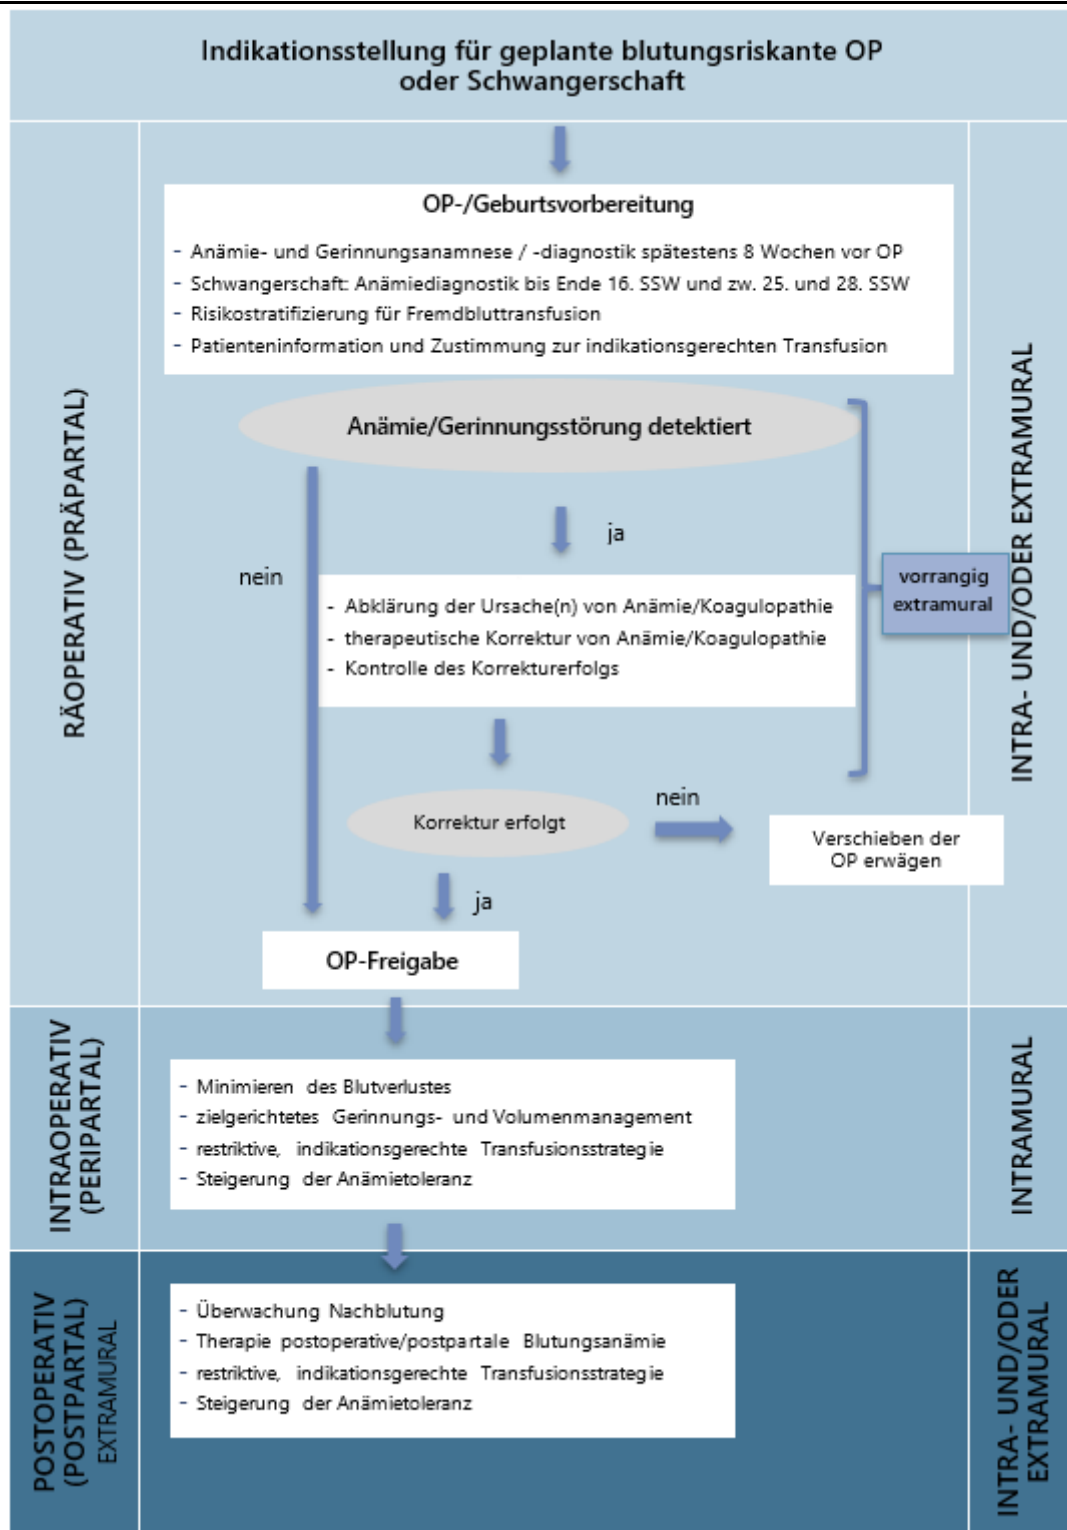 Indikationsstellung für geplante blutungsriskante OP
oder Schwangerschaft
RÄOPERATIV (PRÄPARTAL)
OP-/Geburtsvorbereitung
- Anämie- und Gerinnungsanamnese / -diagnostik spätestens 8 Wochen vor OP
- Schwangerschaft: Anämiediagnostik bis Ende 16. SSW und zw. 25. und 28. SSW
- Risikostratifizierung für Fremdbluttransfusion
- Patienteninformation und Zustimmung zur indikationsgerechten Transfusion
Anämie/Gerinnungsstörung detektiert
ja
nein
- Abklärung der Ursache(n) von Anämie/Koagulopathie
- therapeutische Korrektur von Anämie/Koagulopathie
- Kontrolle des Korrekturerfolgs
vorrangig
extramural
Korrektur erfolgt
nein
Verschieben der
OP erwägen
ja
OP-Freigabe
INTRA- UND/ODER EXTRAMURAL
INTRAOPERATIV
(PERIPARTAL)
- Minimieren des Blutverlustes
- zielgerichtetes Gerinnungs- und Volumenmanagement
- restriktive, indikationsgerechte Transfusionsstrategie
- Steigerung der Anämietoleranz
INTRAMURAL
POSTOPERATIV
(POSTPARTAL)
EXTRAMURAL
- Überwachung Nachblutung
- Therapie postoperative/postpartale Blutungsanämie
- restriktive, indikationsgerechte Transfusionsstrategie
- Steigerung der Anämietoleranz
INTRA- UND/ODER
EXTRAMURAL